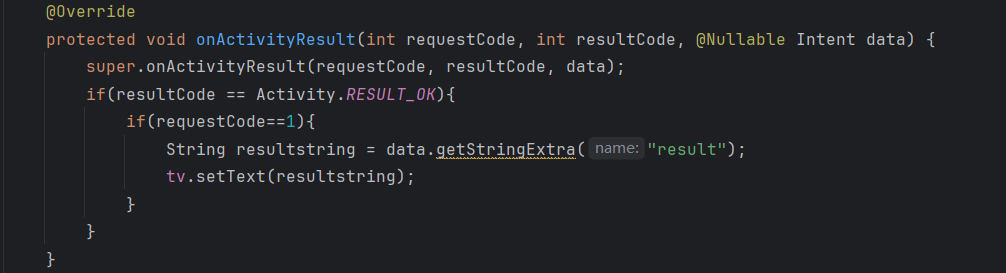 @Override
protected void onActivityResult(int requestCode, int resultCode, @Nullable Intent data) {
    super.onActivityResult(requestCode, resultCode, data);
    if(resultCode == Activity.RESULT_OK){
        if(requestCode==1){
            String resultstring = data.getStringExtra( name: "result");
            tv.setText(resultstring);
        }
    }
}